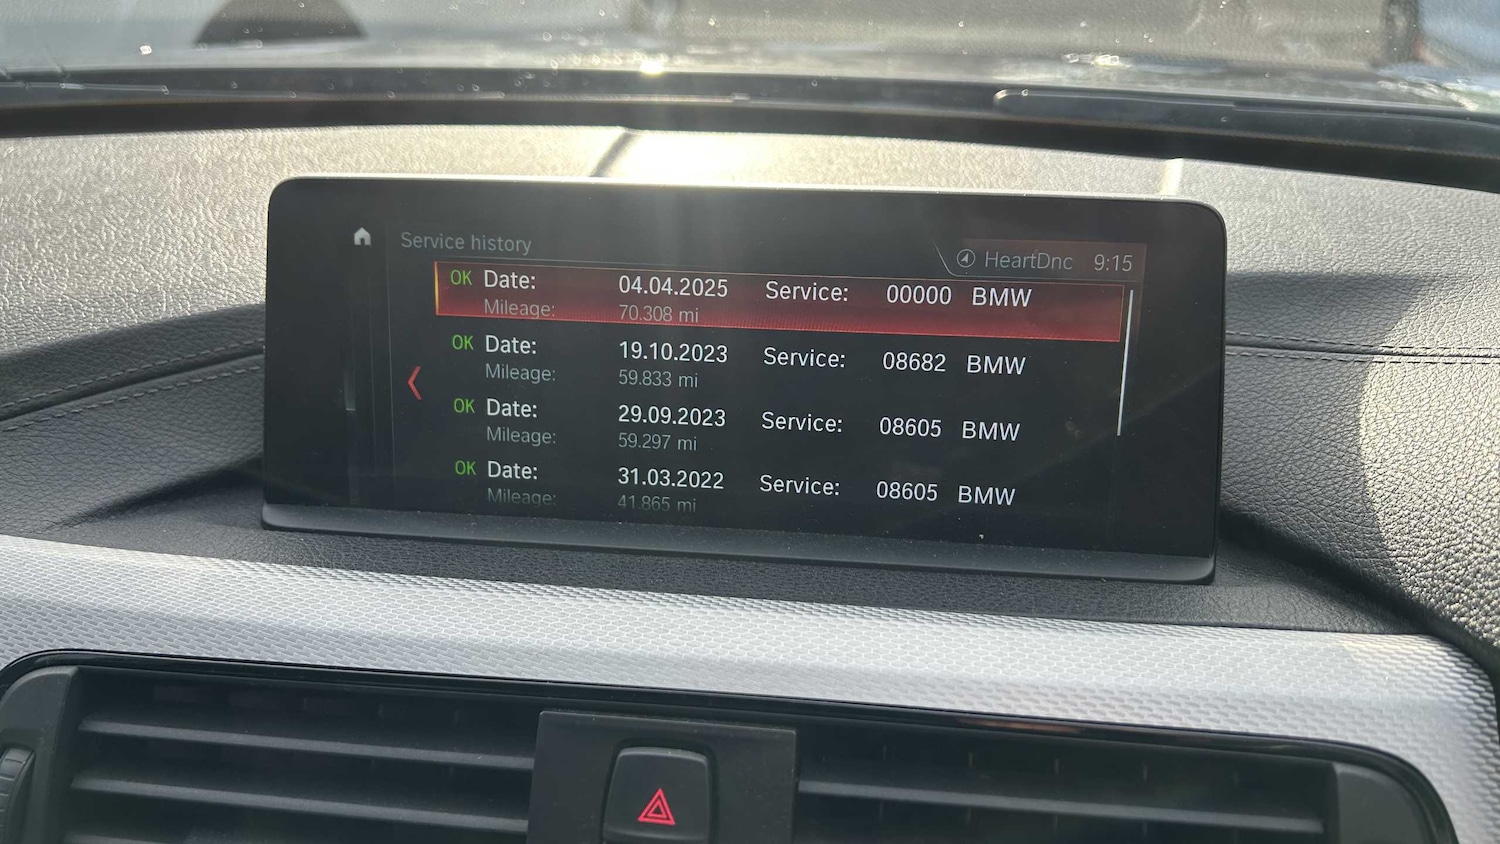 Service history
HeartDnc 9:15
OK Date: 04.04.2025 Service: 00000 BMW
Mileage: 70.308 mi
OK Date: 19.10.2023 Service: 08682 BMW
Mileage: 59.833 mi
OK Date: 29.09.2023 Service: 08605 BMW
Mileage: 59.297 mi
OK Date: 31.03.2022 Service: 08605 BMW
Mileage: 41.865 mi